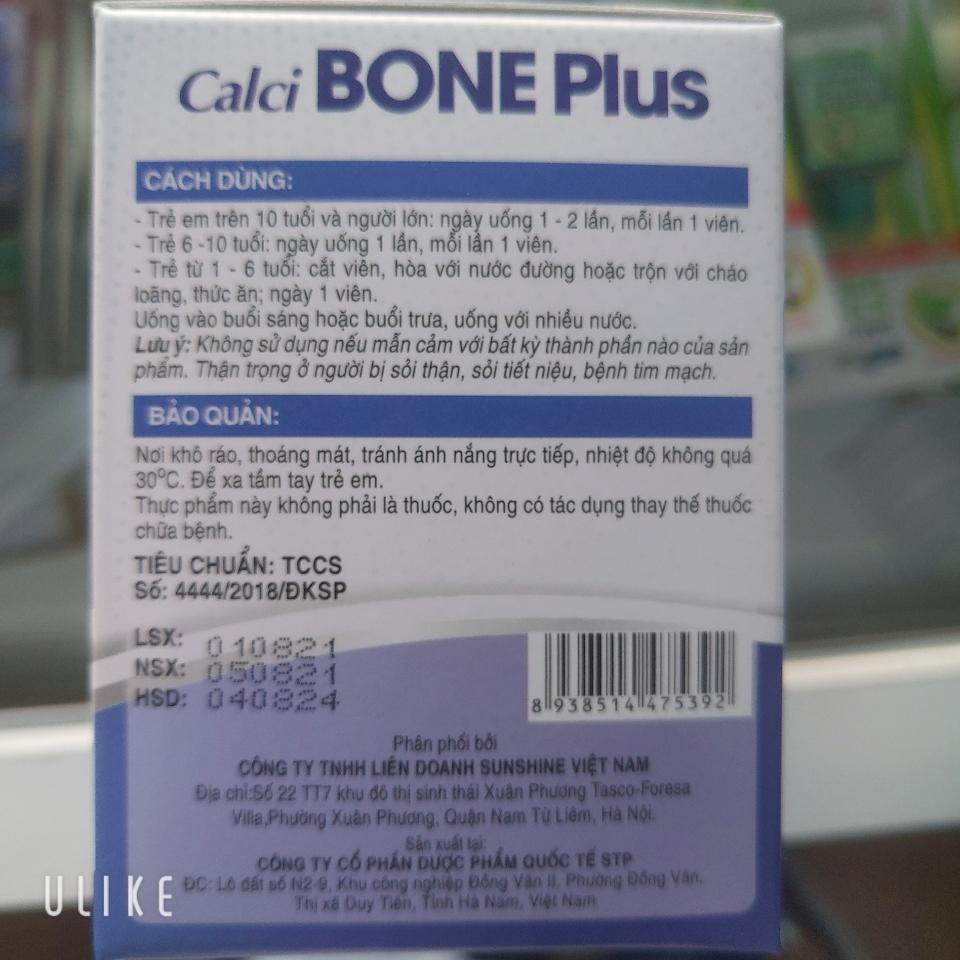 Calci BONE Plus
CÁCH DÙNG:
- Trẻ em trên 10 tuổi và người lớn: ngày uống 1 - 2 lần, mỗi lần 1 viên.
- Trẻ 6 -10 tuổi: ngày uống 1 lần, mỗi lần 1 viên.
- Trẻ từ 1 - 6 tuổi: cắt viên, hòa với nước đường hoặc trộn với cháo
loãng, thức ăn; ngày 1 viên.
Uống vào buổi sáng hoặc buổi trưa, uống với nhiều nước.
Lưu ý: Không sử dụng nếu mẫn cảm với bất kỳ thành phần nào của sản
phẩm. Thận trọng ở người bị sỏi thận, sỏi tiết niệu, bệnh tim mạch.
BẢO QUẢN:
Nơi khô ráo, thoáng mát, tránh ánh nắng trực tiếp, nhiệt độ không quá
30°C. Để xa tầm tay trẻ em.
Thực phẩm này không phải là thuốc, không có tác dụng thay thế thuốc
chữa bệnh.
TIÊU CHUẨN: TCCS
Số: 4444/2018/ĐKSP
LSX: 010821
NSX: 050821
HSD: 040824
8 938514 475392
Phân phối bởi
CÔNG TY TNHH LIÊN DOANH SUNSHINE VIỆT NAM
Địa chỉ:Số 22 TT7 khu đô thị sinh thái Xuân Phương Tasco-Foresa
Villa,Phường Xuân Phương, Quận Nam Từ Liêm, Hà Nội.
Sản xuất tại:
CÔNG TY CỔ PHẦN DƯỢC PHẨM QUỐC TẾ STP
ĐC: Lô đất số N2-9, Khu công nghiệp Đồng Văn II, Phường Đồng Văn,
Thị xã Duy Tiên, Tỉnh Hà Nam, Việt Nam
ULIKE